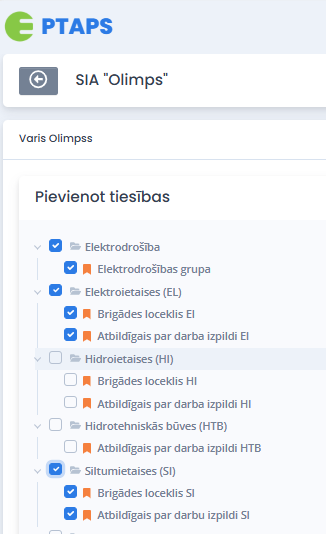 PTAPS
SIA "Olimps"
Varis Olimpss
Pievienot tiesības
Elektrodrošība
Elektrodrošības grupa
Elektroietaises (EL)
Brigādes loceklis El
Atbildīgais par darba izpildi El
Hidroietaises (HI)
Brigādes loceklis HI
Atbildīgais par darba izpildi HI
Hidrotehniskās būves (HTB)
Atbildīgais par darba izpildi HTB
Siltumietaises (SI)
Brigādes loceklis SI
Atbildīgais par darbu izpildi SI